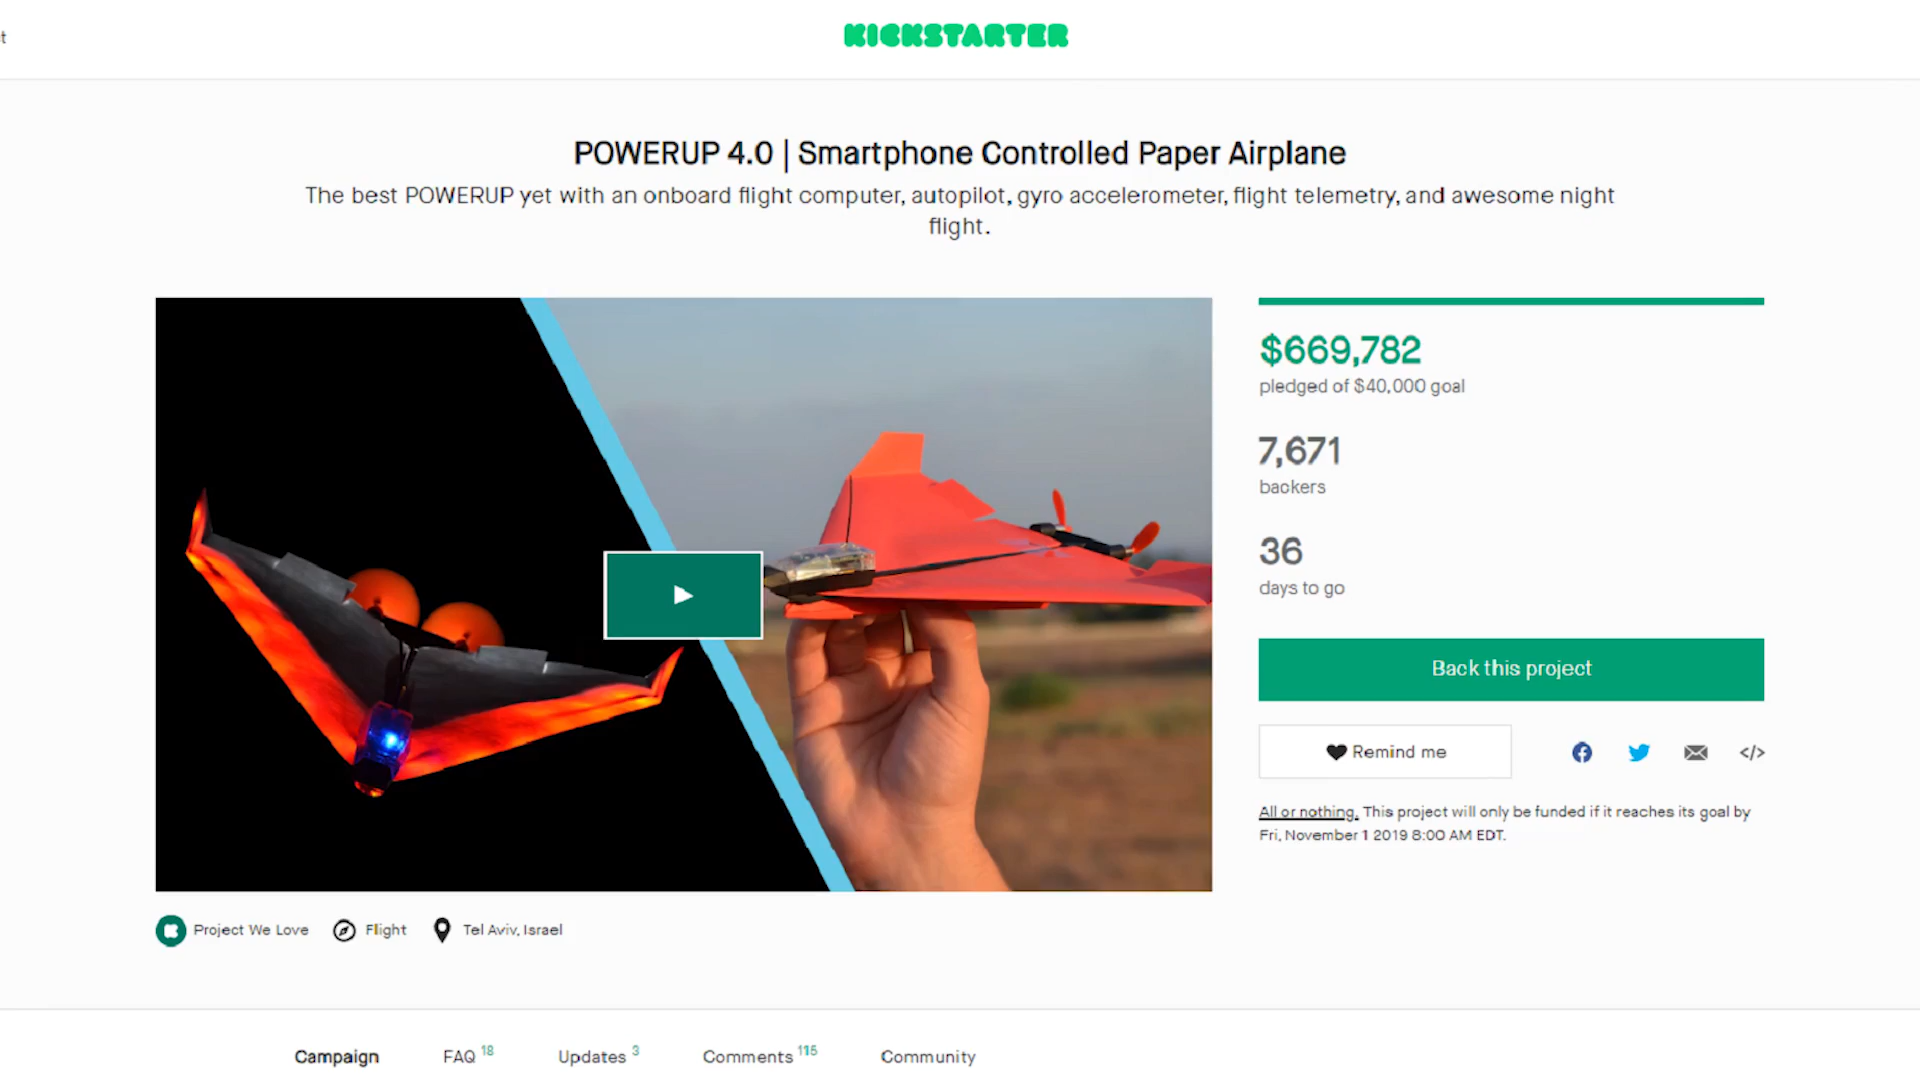 t
KICKSTARTER
POWERUP 4.0 | Smartphone Controlled Paper Airplane
The best POWERUP yet with an onboard flight computer, autopilot, gyro accelerometer, flight telemetry, and awesome night
flight.
$669,782
pledged of $40,000 goal
7,671
backers
36
days to go
Back this project
Remind me
</>
All or nothing. This project will only be funded if it reaches its goal by
Fri, November 1 2019 8:00 AM EDT.
Project We Love
Flight
Tel Aviv, Israel
Campaign
FAQ 18
Updates 3
Comments 115
Community